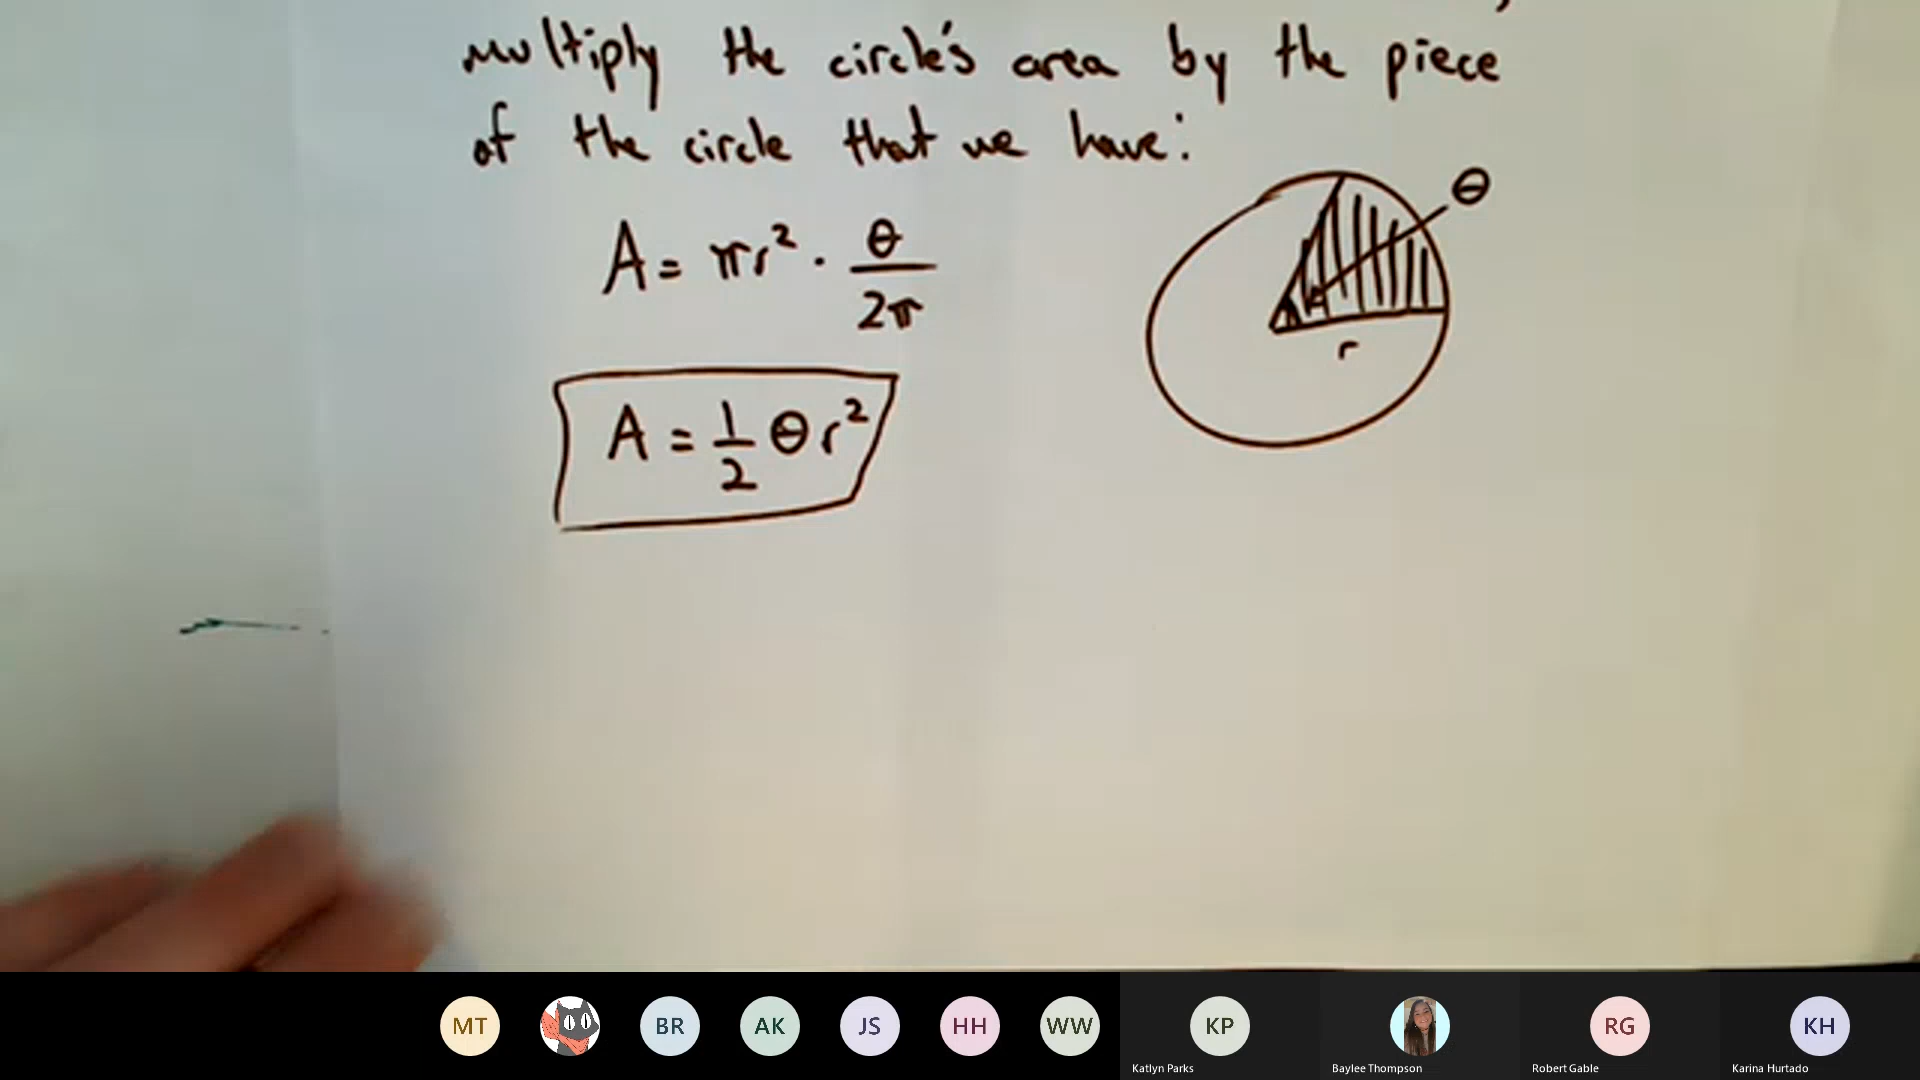 multiply the circle's area by the piece
of the circle that we have:
θ
A = πr² · θ/2π
r
A = 1/2 θr²
MT BR AK JS HH WW KP RG KH
Katlyn Parks Baylee Thompson Robert Gable Karina Hurtado